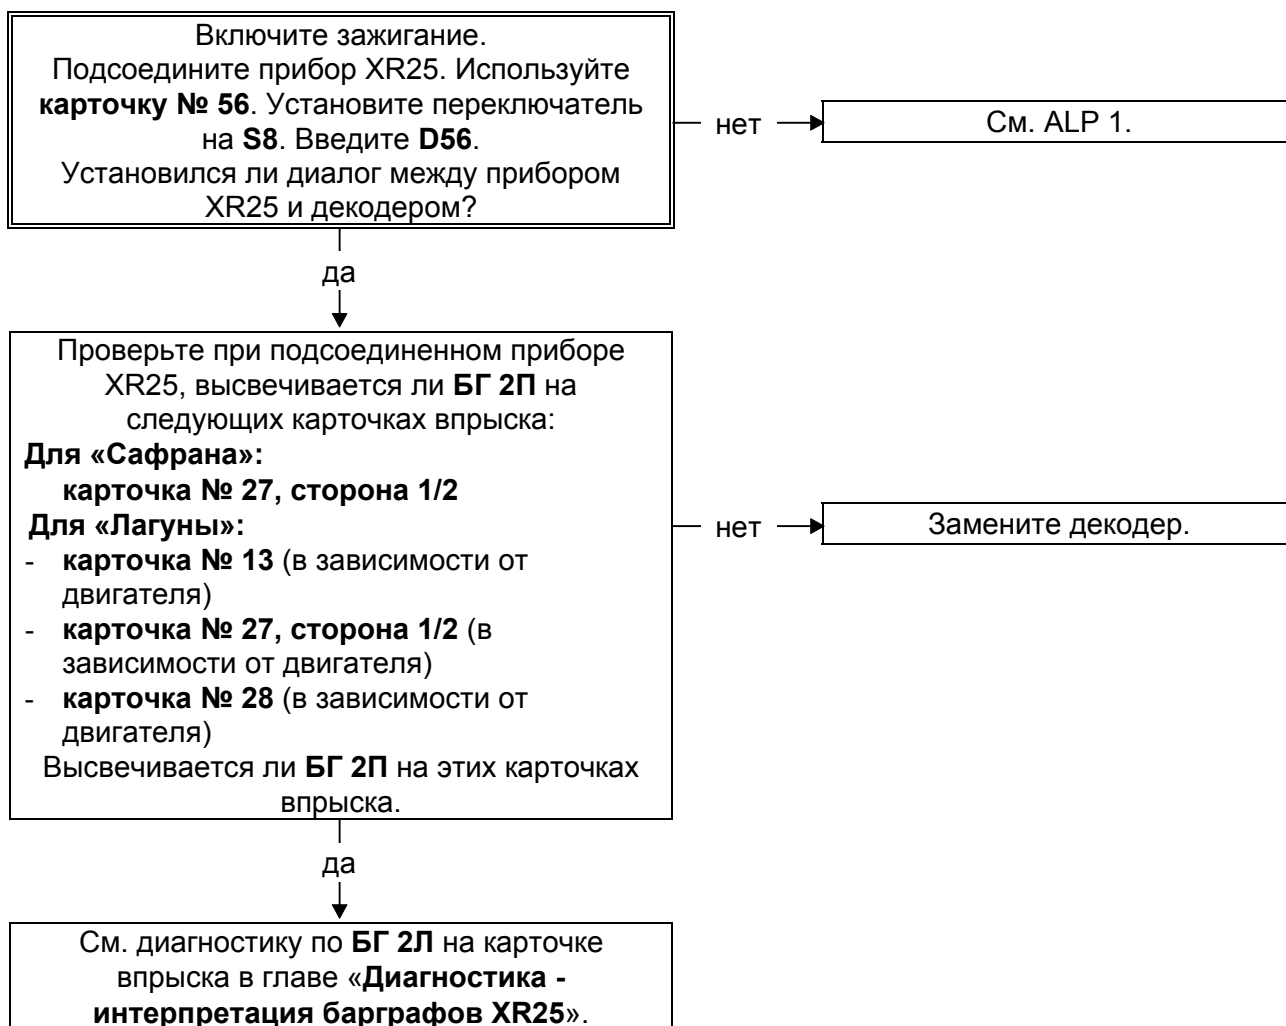 Включите зажигание.
Подсоедините прибор XR25. Используйте
карточку № 56. Установите переключатель
на S8. Введите D56.
Установился ли диалог между прибором
XR25 и декодером?
нет
См. ALP 1.
да
Проверьте при подсоединенном приборе
XR25, высвечивается ли БГ 2П на
следующих карточках впрыска:
Для «Сафрана»:
карточка № 27, сторона 1/2
Для «Лагуны»:
- карточка № 13 (в зависимости от
двигателя)
- карточка № 27, сторона 1/2 (в
зависимости от двигателя)
- карточка № 28 (в зависимости от
двигателя)
Высвечивается ли БГ 2П на этих карточках
впрыска.
нет
Замените декодер.
да
См. диагностику по БГ 2Л на карточке
впрыска в главе «Диагностика -
интерпретация барграфов XR25».